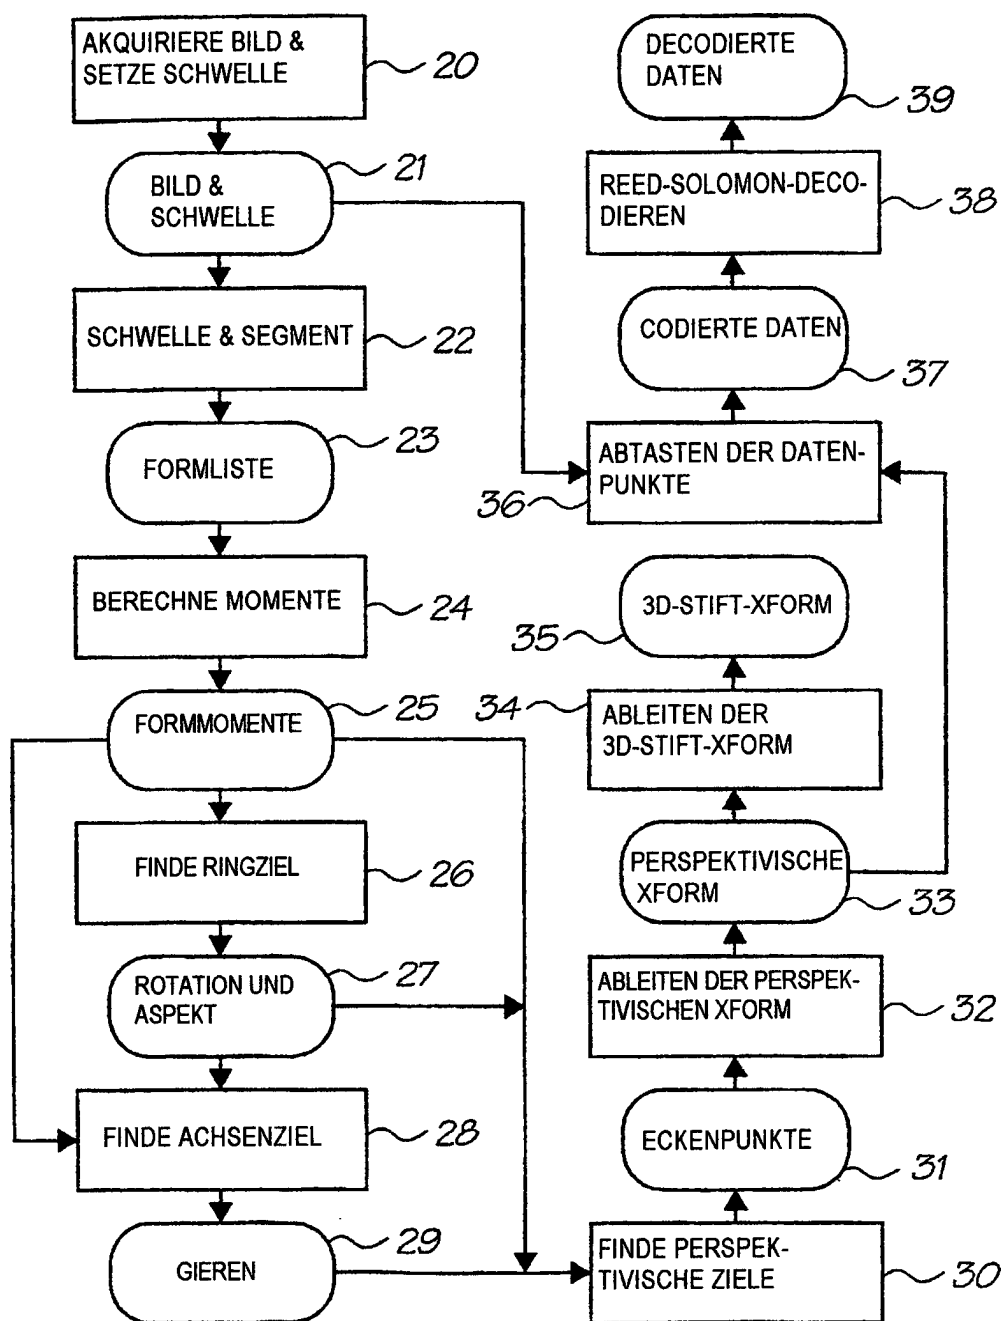 AKQUIRIERE BILD &
SETZE SCHWELLE
20
BILD &
SCHWELLE
21
SCHWELLE & SEGMENT
22
FORMLISTE
23
BERECHNE MOMENTE
24
FORMMOMENTE
25
FINDE RINGZIEL
26
ROTATION UND
ASPEKT
27
FINDE ACHSENZIEL
28
GIEREN
29
DECODIERTE
DATEN
39
REED-SOLOMON-DECO-
DIEREN
38
CODIERTE DATEN
37
ABTASTEN DER DATEN-
PUNKTE
36
3D-STIFT-XFORM
35
ABLEITEN DER
3D-STIFT-XFORM
34
PERSPEKTIVISCHE
XFORM
33
ABLEITEN DER PERSPEK-
TIVISCHEN XFORM
32
ECKENPUNKTE
31
FINDE PERSPEK-
TIVISCHE ZIELE
30